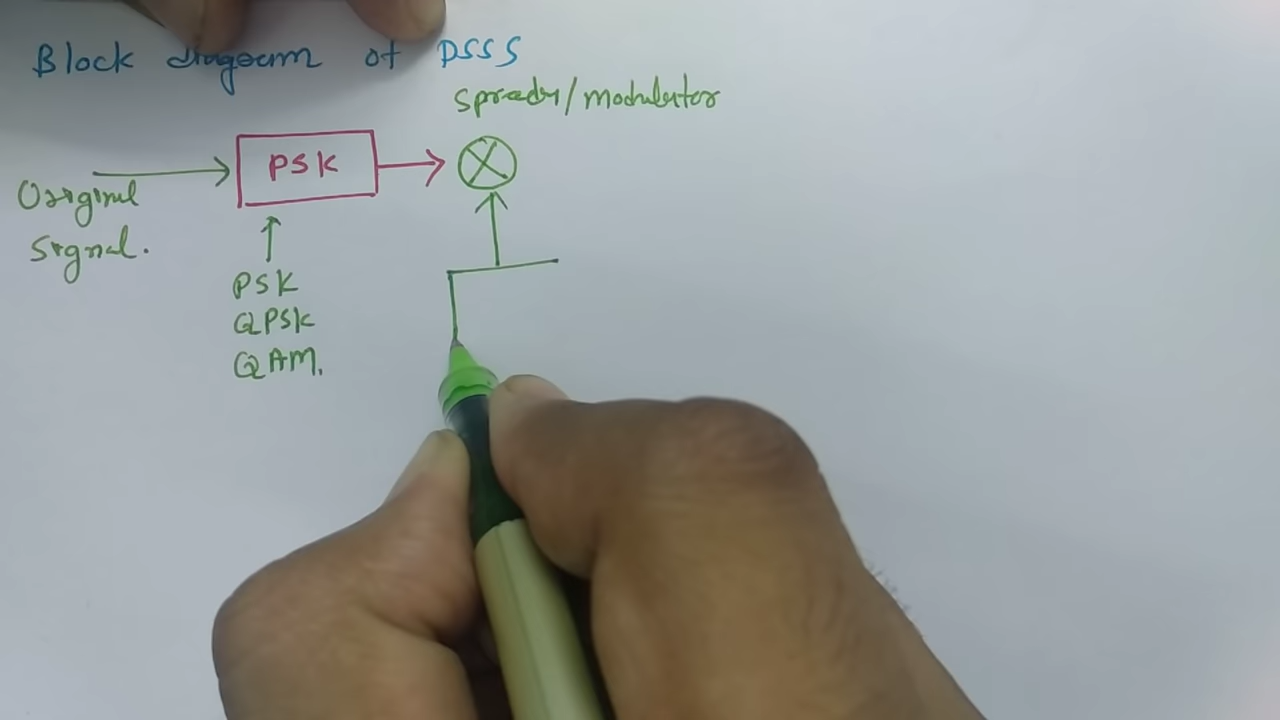 Block diagram of DSSS
Spreader/modulator
PSK
Original
Signal.
PSK
QPSK
QAM.